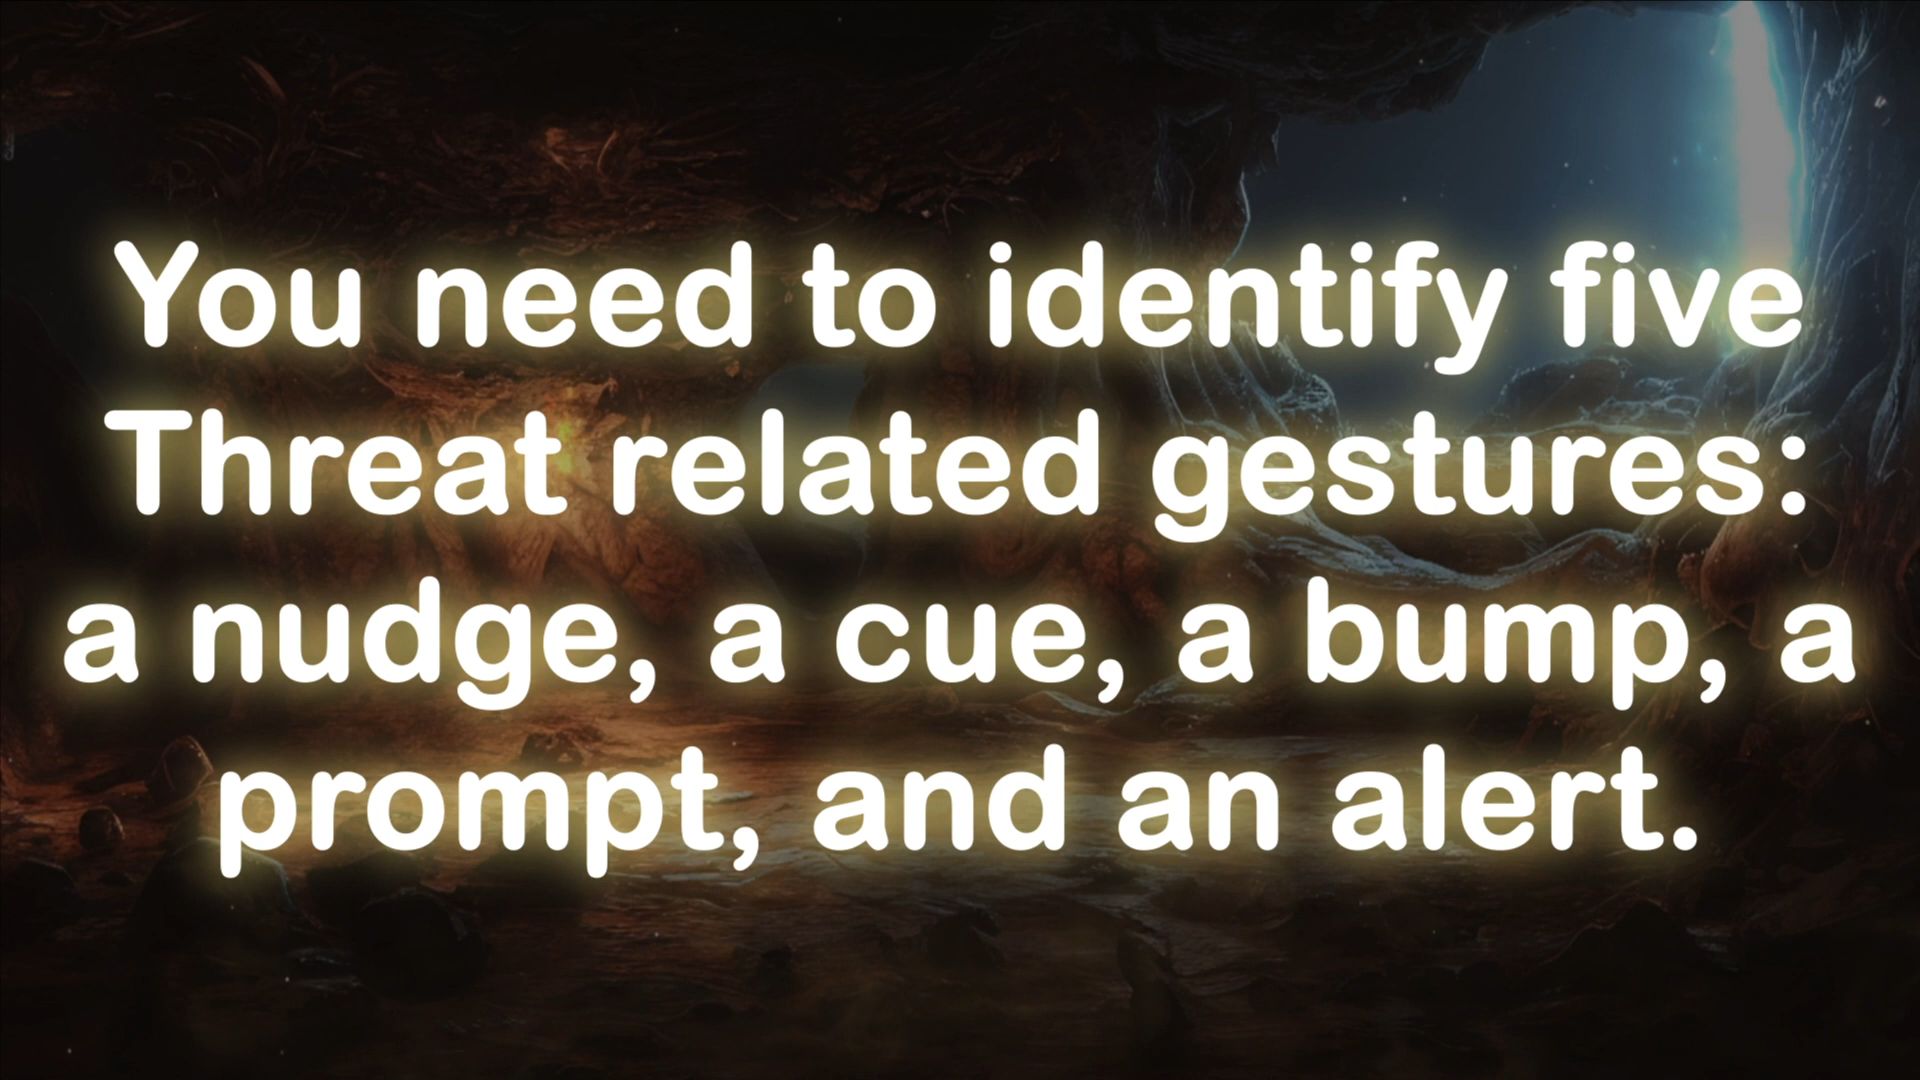 You need to identify five
Threat related gestures:
a nudge, a cue, a bump, a
prompt, and an alert.